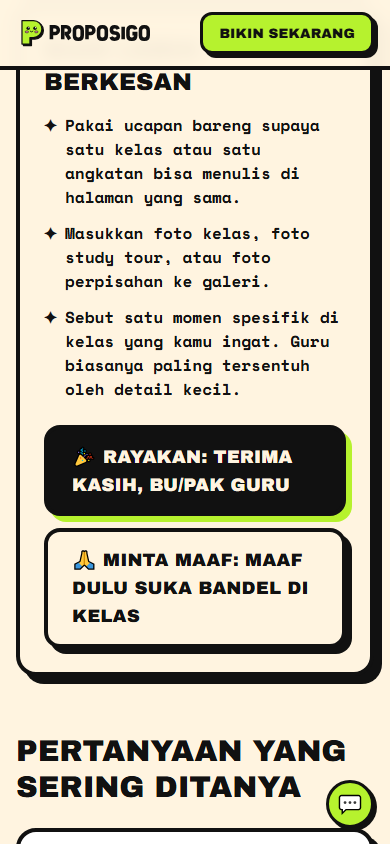 PROPOSIGO
BIKIN SEKARANG
BERKESAN
✦ Pakai ucapan bareng supaya
satu kelas atau satu
angkatan bisa menulis di
halaman yang sama.
✦ Masukkan foto kelas, foto
study tour, atau foto
perpisahan ke galeri.
✦ Sebut satu momen spesifik di
kelas yang kamu ingat. Guru
biasanya paling tersentuh
oleh detail kecil.
🎉 RAYAKAN: TERIMA
KASIH, BU/PAK GURU
🙏 MINTA MAAF: MAAF
DULU SUKA BANDEL DI
KELAS
PERTANYAAN YANG
SERING DITANYA